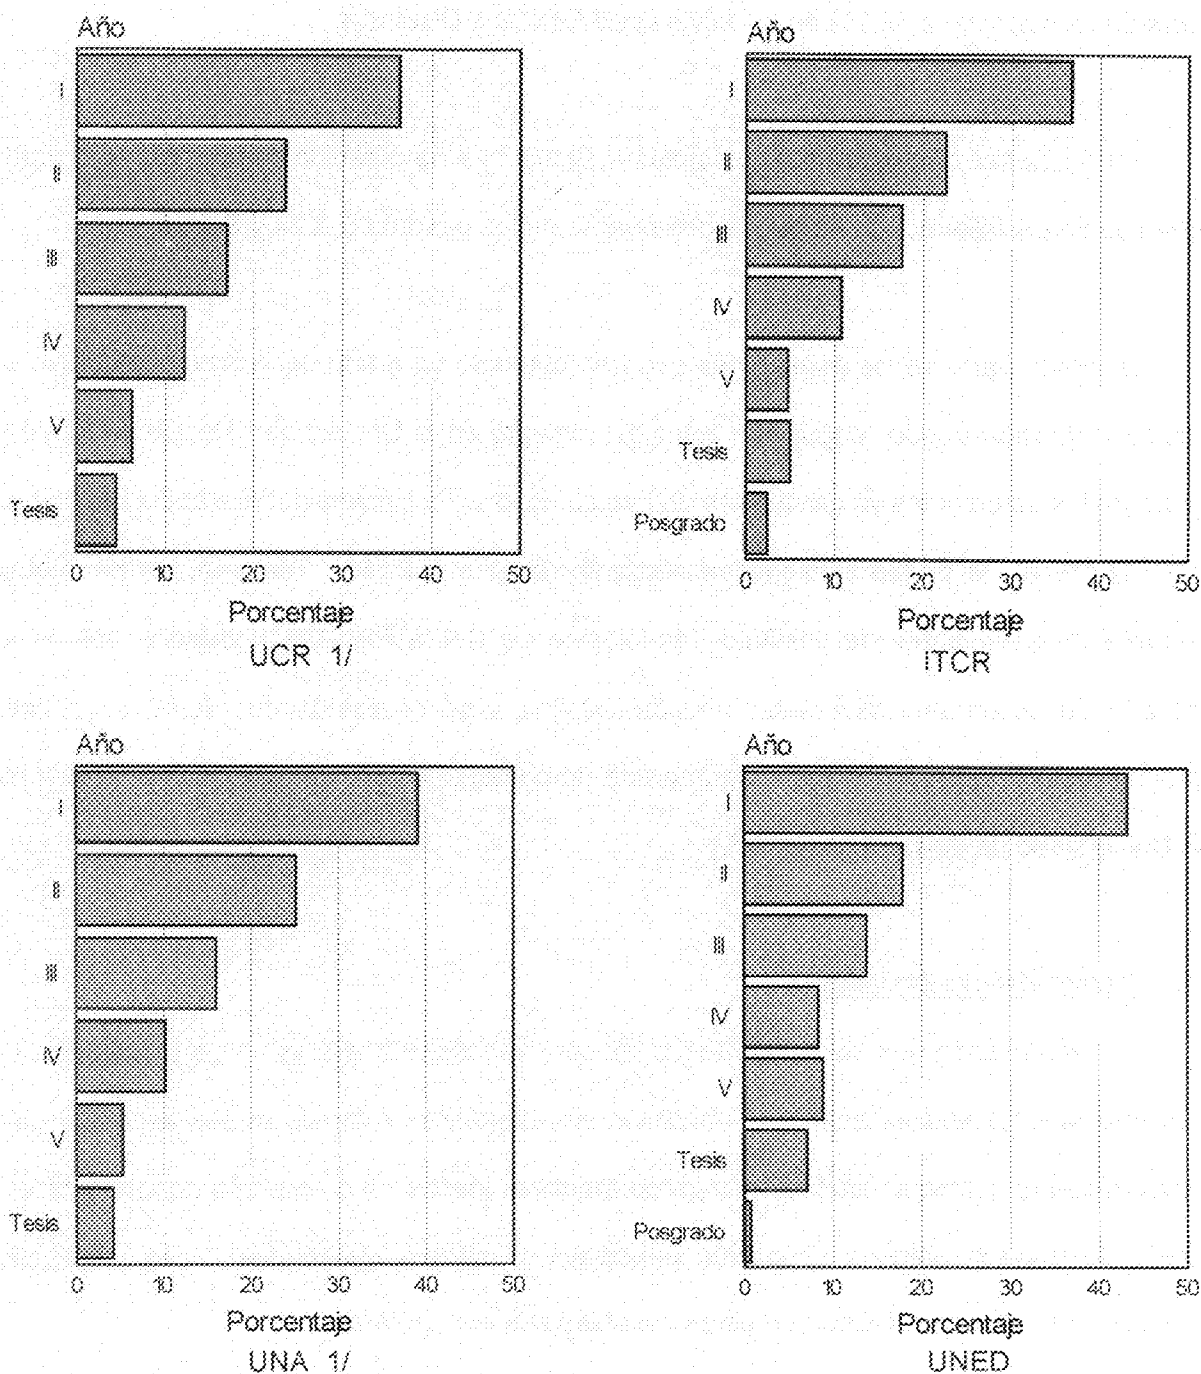 Año
I
II
III
IV
V
Tesis
0 10 20 30 40 50
Porcentaje
UCR 1/
Año
I
II
III
IV
V
Tesis
Posgrado
0 10 20 30 40 50
Porcentaje
ITCR
Año
I
II
III
IV
V
Tesis
0 10 20 30 40 50
Porcentaje
UNA 1/
Año
I
II
III
IV
V
Tesis
Posgrado
0 10 20 30 40 50
Porcentaje
UNED